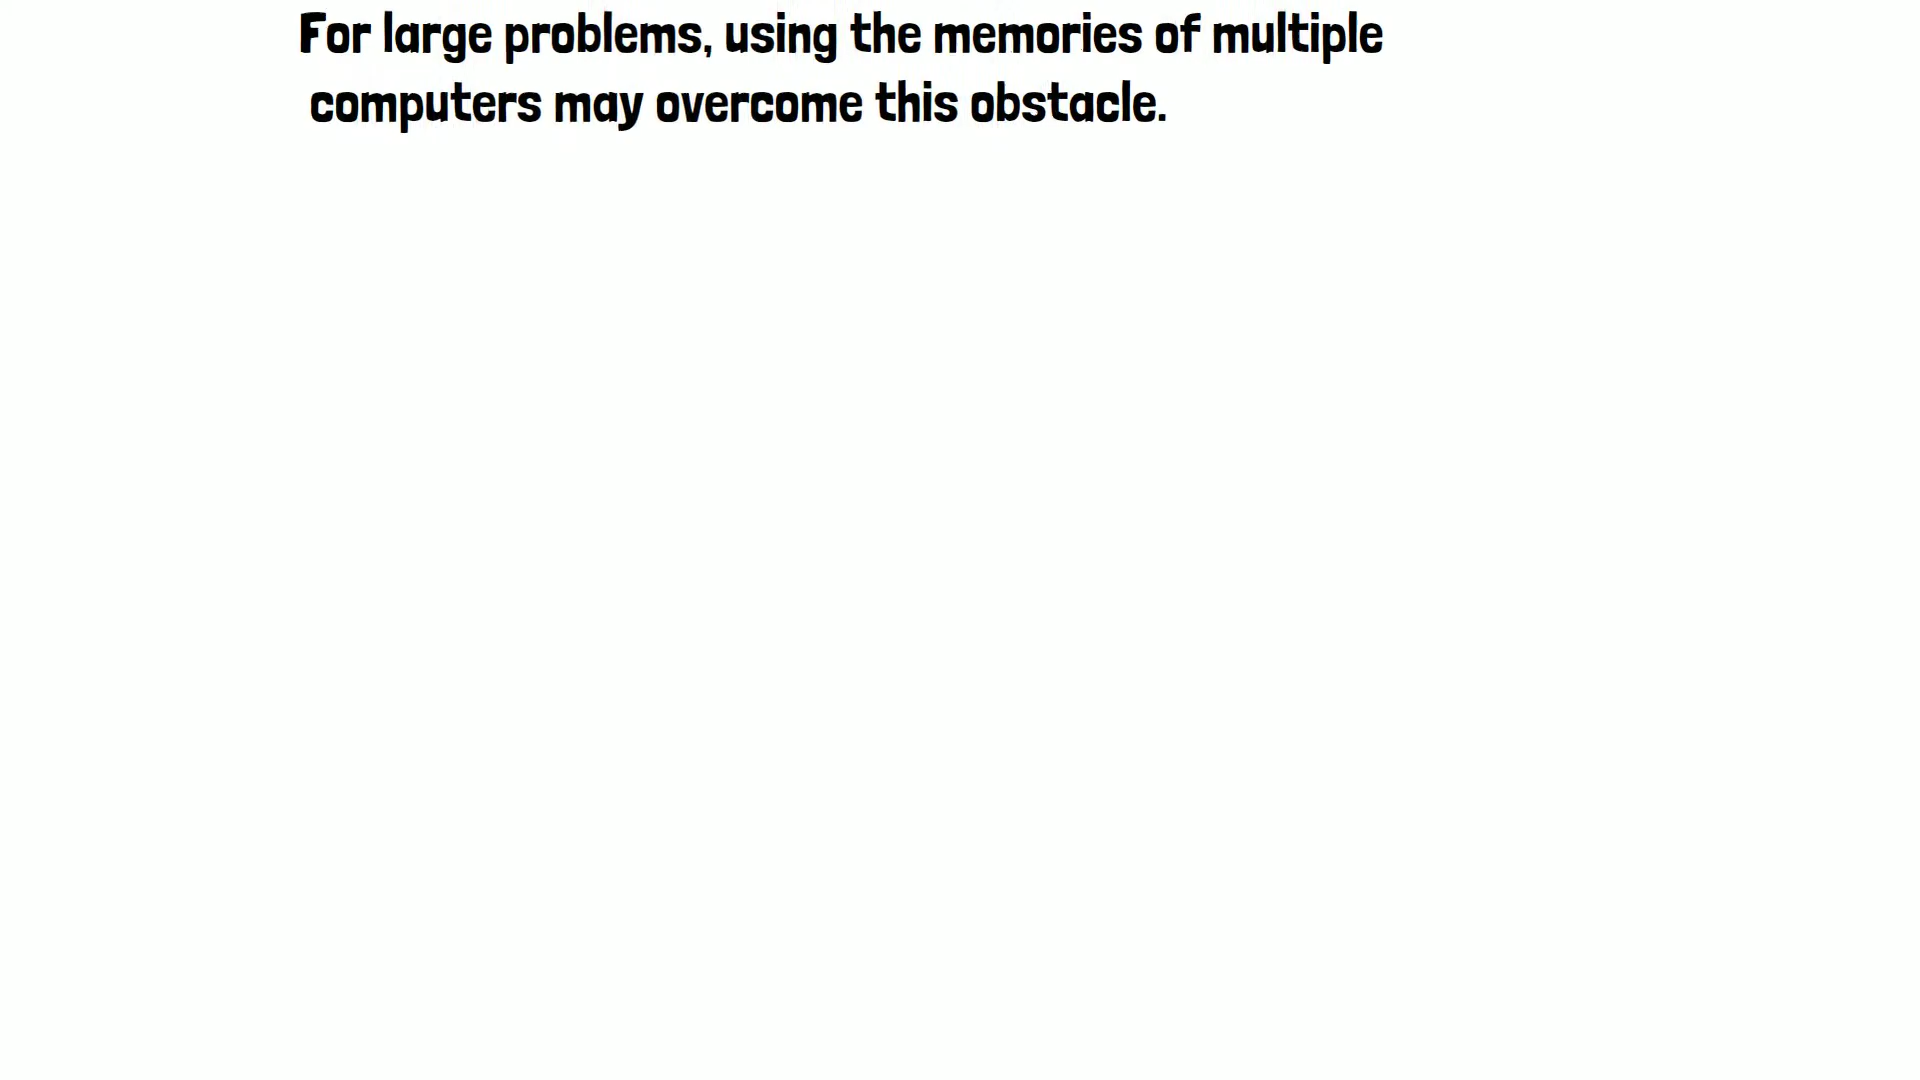 For large problems, using the memories of multiple
computers may overcome this obstacle.